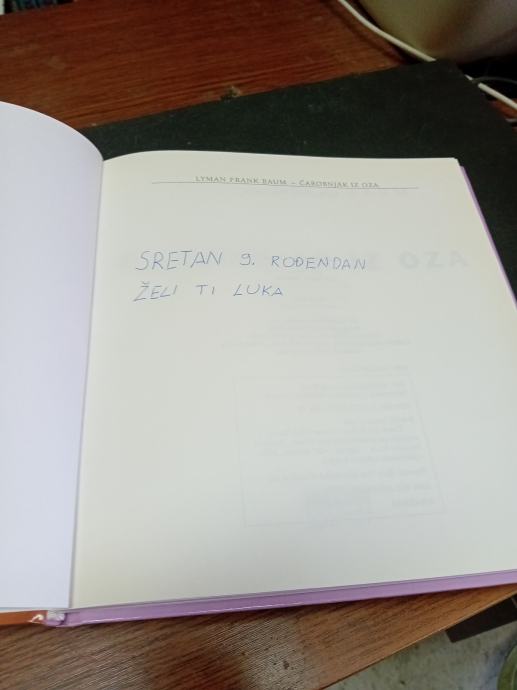 LYMAN FRANK BAUM – ČAROBNJAK IZ OZA
SRETAN 9. ROĐENDAN
ŽELI TI LUKA